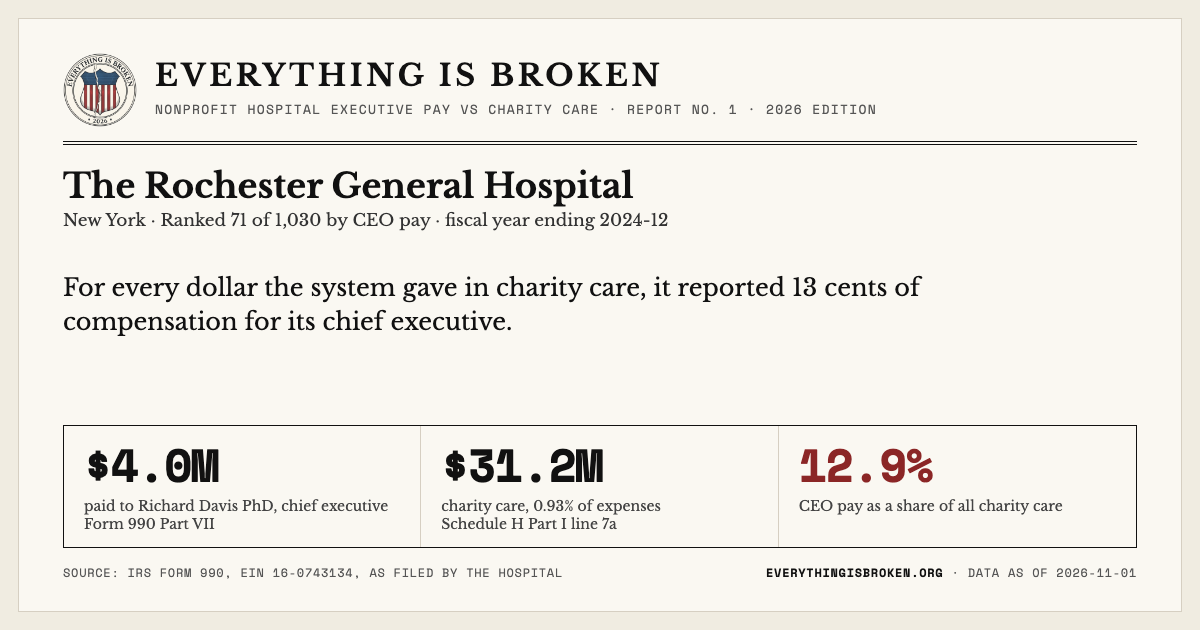 EVERYTHING IS BROKEN
2026
EVERYTHING IS BROKEN
NONPROFIT HOSPITAL EXECUTIVE PAY VS CHARITY CARE · REPORT NO. 1 · 2026 EDITION
The Rochester General Hospital
New York · Ranked 71 of 1,030 by CEO pay · fiscal year ending 2024-12
For every dollar the system gave in charity care, it reported 13 cents of
compensation for its chief executive.
$4.0M
paid to Richard Davis PhD, chief executive
Form 990 Part VII
$31.2M
charity care, 0.93% of expenses
Schedule H Part I line 7a
12.9%
CEO pay as a share of all charity care
SOURCE: IRS FORM 990, EIN 16-0743134, AS FILED BY THE HOSPITAL
EVERYTHINGISBROKEN.ORG · DATA AS OF 2026-11-01